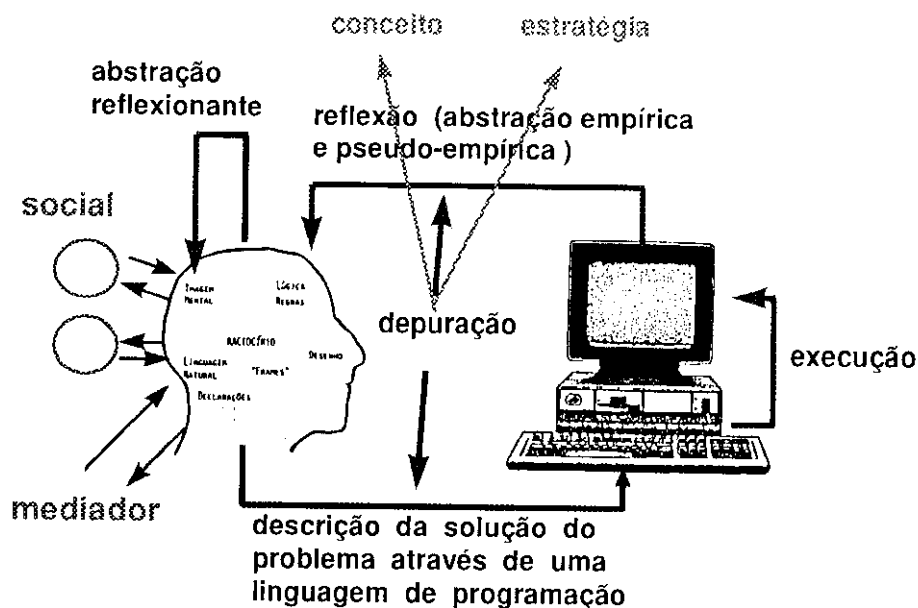 conceito
estratégia
abstração
reflexionante
reflexão (abstração empírica
e pseudo-empírica )
social
IMAGEM
MENTAL
LÓGICA
REGRAS
RACIOCÍNIO
DESENHO
LINGUAGEM
NATURAL
"FRAMES"
DECLARAÇÕES
depuração
execução
mediador
descrição da solução do
problema através de uma
linguagem de programação